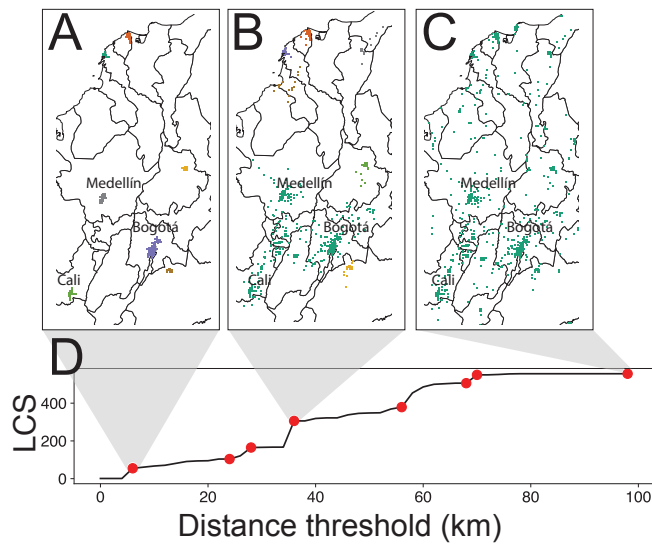 A
B
C
Medellín
Bogotá
Cali
Medellín
Bogotá
Cali
Medellín
Bogotá
Cali
D
LCS
400
200
0
0
20
40
60
80
100
Distance threshold (km)